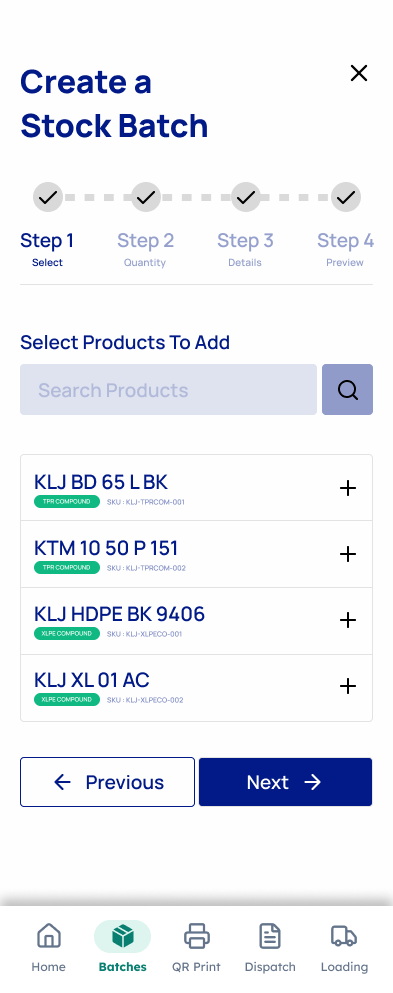 Create a
Stock Batch
Step 1 Step 2 Step 3 Step 4
Select Quantity Details Preview
Select Products To Add
Search Products
KLJ BD 65 L BK
TPR COMPOUND SKU : KLJ-TPRCOM-001
KTM 10 50 P 151
TPR COMPOUND SKU : KLJ-TPRCOM-002
KLJ HDPE BK 9406
XLPE COMPOUND SKU : KLJ-XLPECO-001
KLJ XL 01 AC
XLPE COMPOUND SKU : KLJ-XLPECO-002
Previous Next
Home Batches QR Print Dispatch Loading